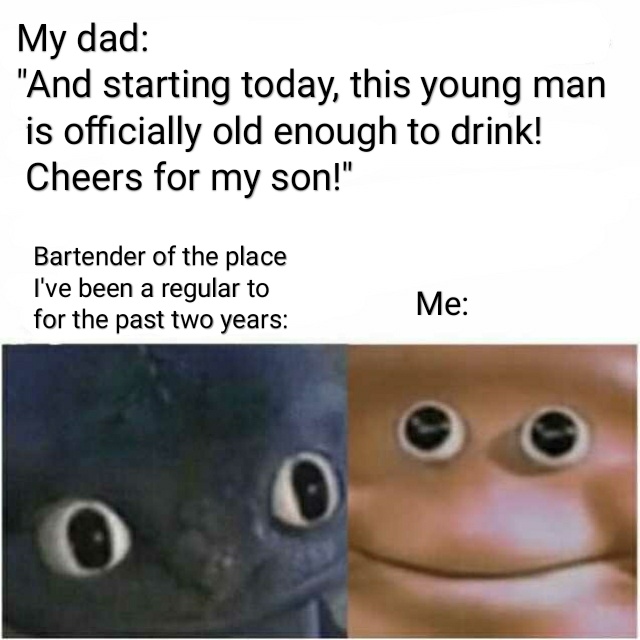 My dad:
"And starting today, this young man
is officially old enough to drink!
Cheers for my son!"
Bartender of the place
I've been a regular to
for the past two years:
Me: